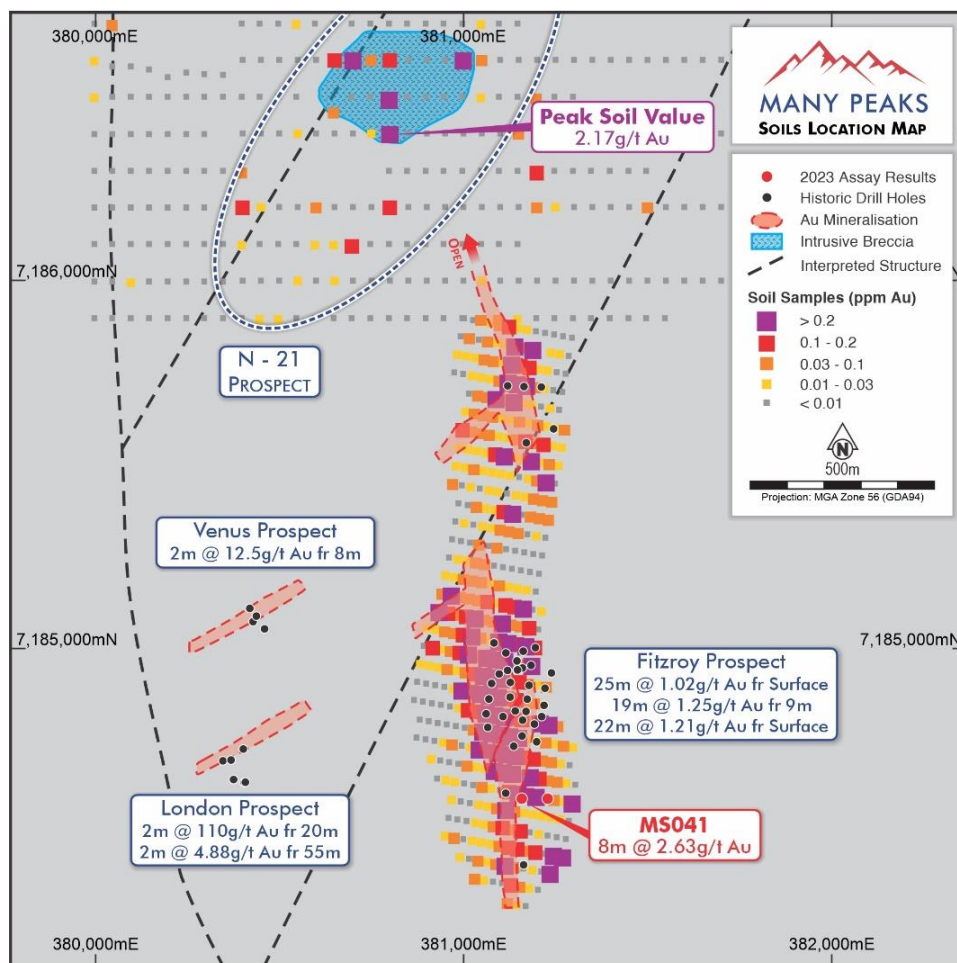 380,000mE
381,000mE
MANY PEAKS
SOILS LOCATION MAP
Peak Soil Value
2.17g/t Au
2023 Assay Results
Historic Drill Holes
Au Mineralisation
Intrusive Breccia
Interpreted Structure
Soil Samples (ppm Au)
> 0.2
0.1 - 0.2
0.03 - 0.1
0.01 - 0.03
< 0.01
N
500m
Projection: MGA Zone 56 (GDA94)
OPEN
7,186,000mN
N - 21
PROSPECT
Venus Prospect
2m @ 12.5g/t Au fr 8m
7,185,000mN
7,185,000mN
Fitzroy Prospect
25m @ 1.02g/t Au fr Surface
19m @ 1.25g/t Au fr 9m
22m @ 1.21g/t Au fr Surface
London Prospect
2m @ 110g/t Au fr 20m
2m @ 4.88g/t Au fr 55m
MS041
8m @ 2.63g/t Au
380,000mE
381,000mE
382,000mE